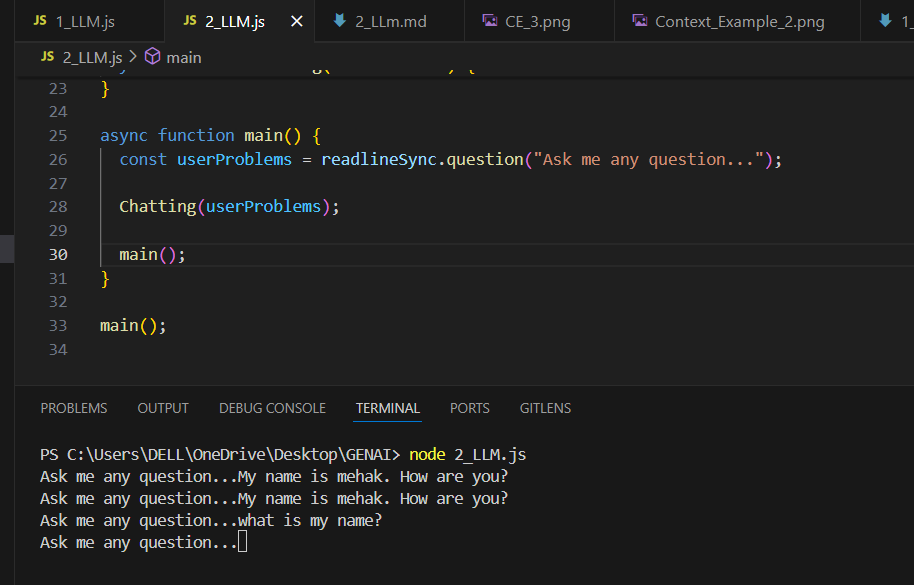 JS 1_LLM.js JS 2_LLM.js × 2_LLm.md CE_3.png Context_Example_2.png 1_
JS 2_LLM.js > main
23 }
24
25 async function main() {
26 const userProblems = readlineSync.question("Ask me any question...");
27
28 Chatting(userProblems);
29
30 main();
31 }
32
33 main();
34
PROBLEMS OUTPUT DEBUG CONSOLE TERMINAL PORTS GITLENS
PS C:\Users\DELL\OneDrive\Desktop\GENAI> node 2_LLM.js
Ask me any question...My name is mehak. How are you?
Ask me any question...My name is mehak. How are you?
Ask me any question...what is my name?
Ask me any question...